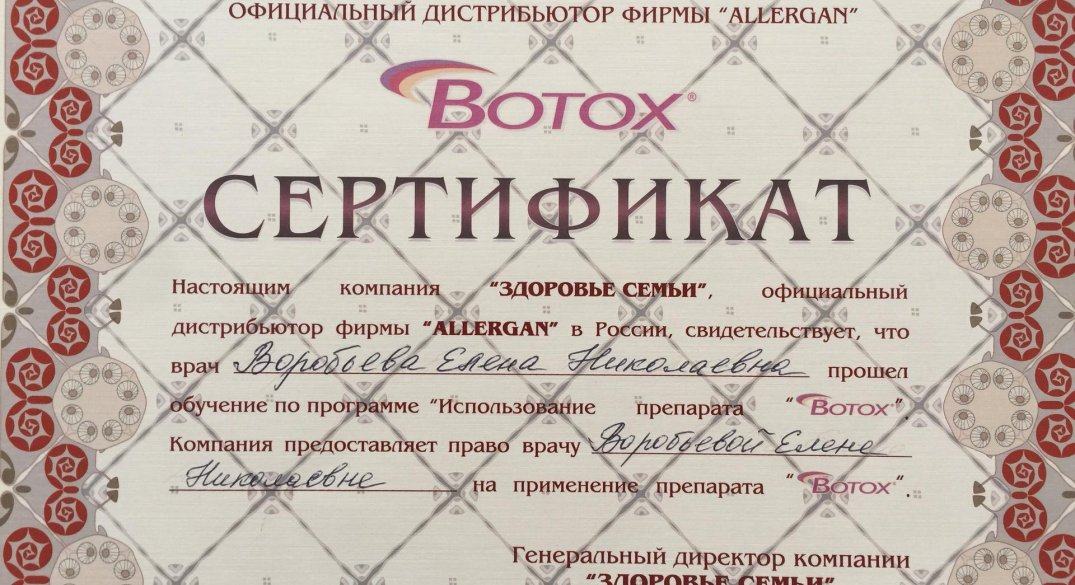 ОФИЦИАЛЬНЫЙ ДИСТРИБЬЮТОР ФИРМЫ “ALLERGAN”
BOTOX®
СЕРТИФИКАТ
Настоящим компания “ЗДОРОВЬЕ СЕМЬИ”, официальный
дистрибьютор фирмы “ALLERGAN” в России, свидетельствует, что
врач Воробьева Елена Николаевна прошел
обучение по программе “Использование препарата “BOTOX®”.
Компания предоставляет право врачу Воробьевой Елене
Николаевне на применение препарата “BOTOX®”.
Генеральный директор компании
“ЗДОРОВЬЕ СЕМЬИ”